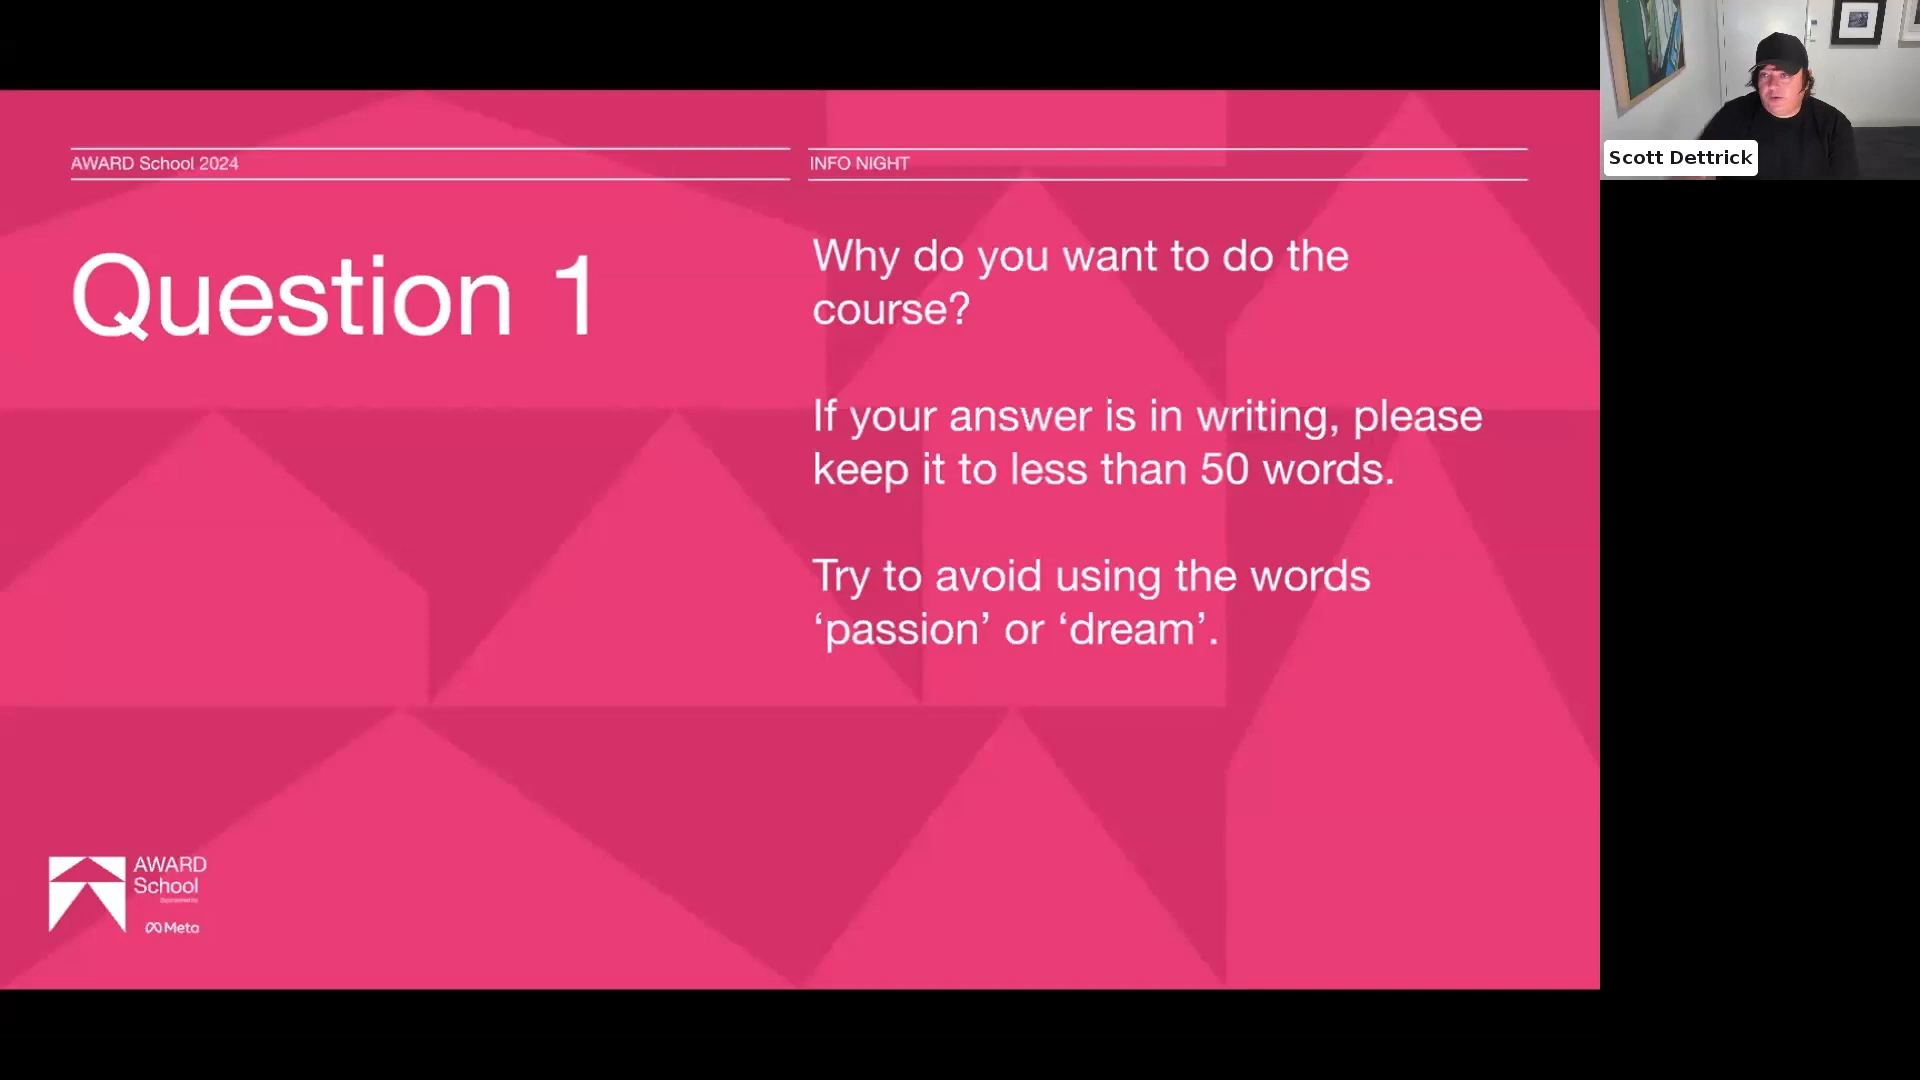 AWARD School 2024
INFO NIGHT
Question 1
Why do you want to do the
course?
If your answer is in writing, please
keep it to less than 50 words.
Try to avoid using the words
‘passion’ or ‘dream’.
AWARD
School
Meta
Scott Dettrick